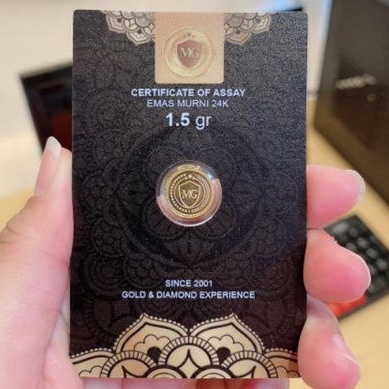 MG
CERTIFICATE OF ASSAY
EMAS MURNI 24K
1.5 gr
MG
SINCE 2001
GOLD & DIAMOND EXPERIENCE